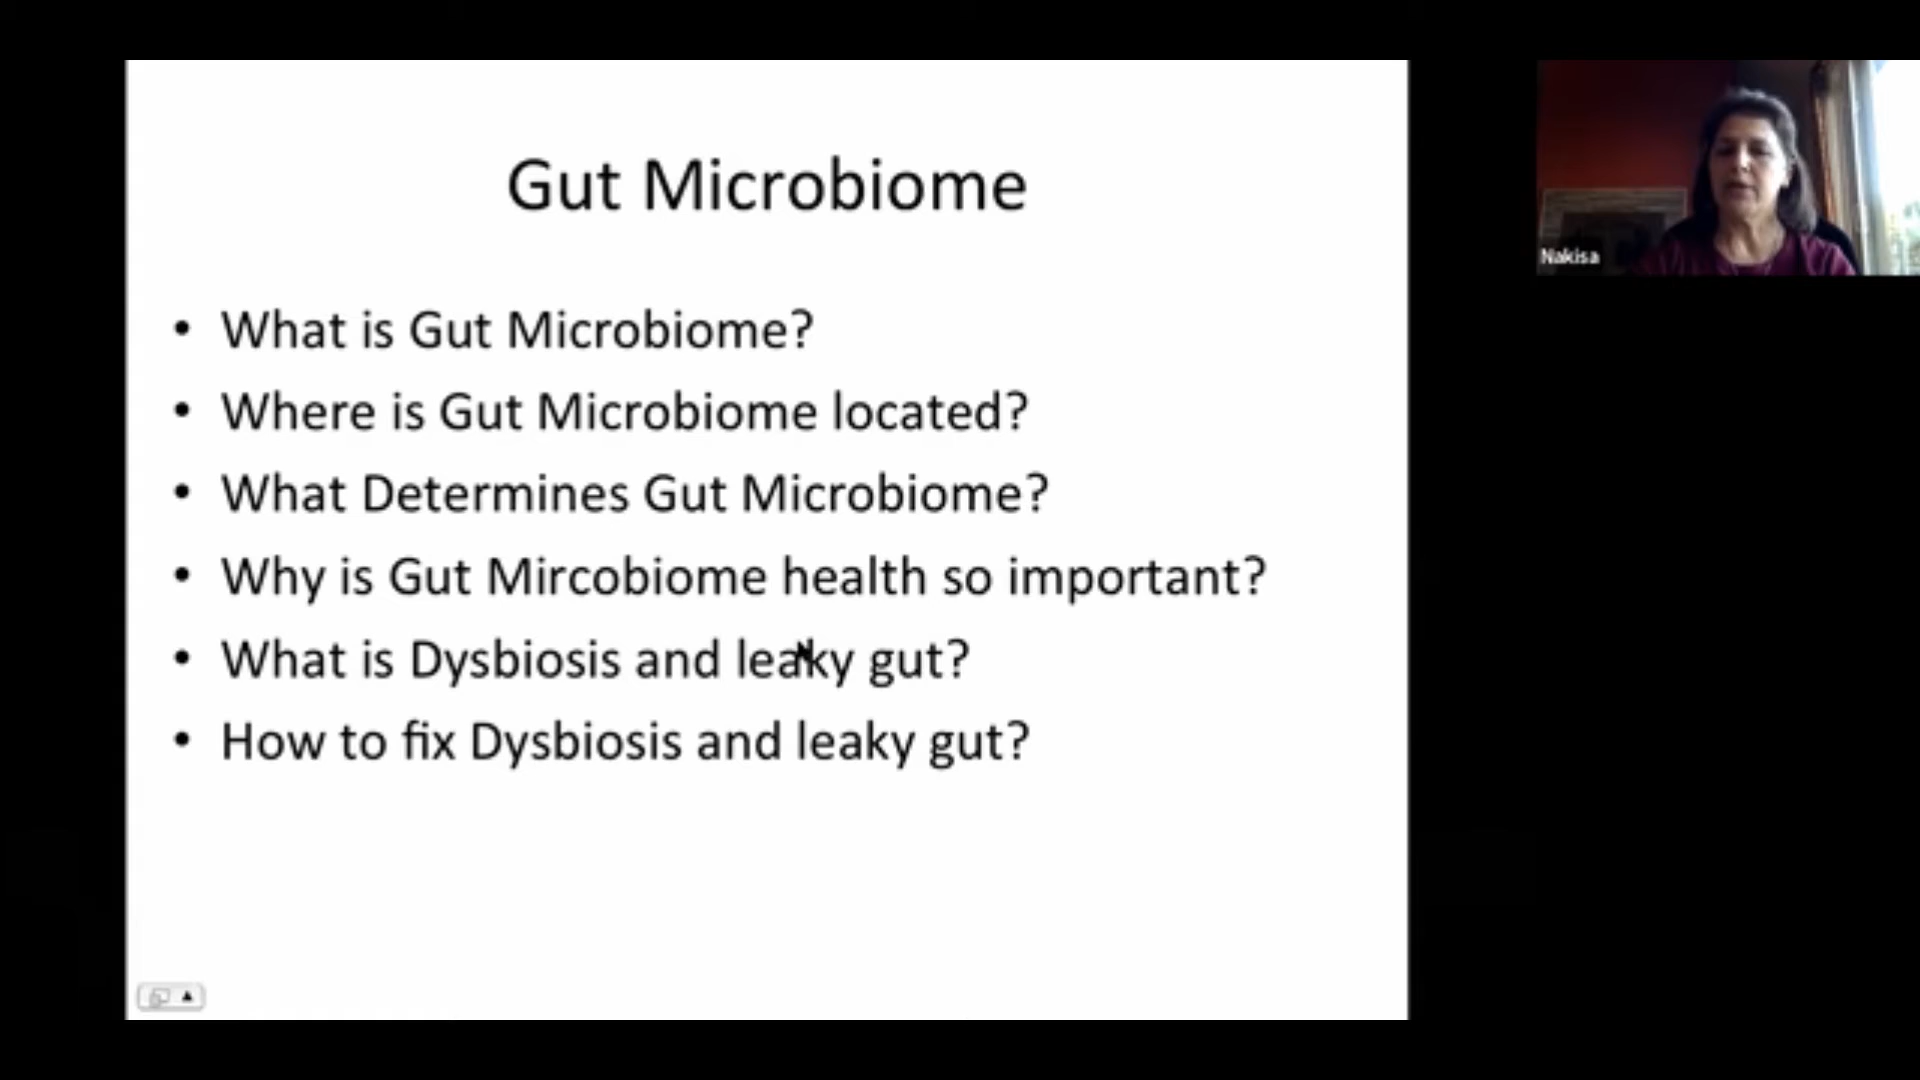 Gut Microbiome
• What is Gut Microbiome?
• Where is Gut Microbiome located?
• What Determines Gut Microbiome?
• Why is Gut Mircobiome health so important?
• What is Dysbiosis and leaky gut?
• How to fix Dysbiosis and leaky gut?
Nakisa